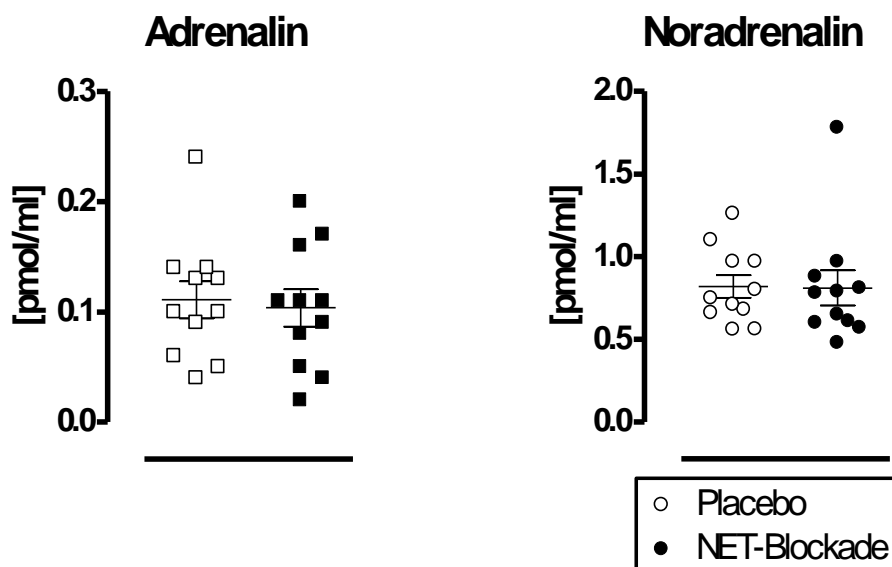 Adrenalin
[pmol/ml]
0.3
0.2
0.1
0.0
Noradrenalin
[pmol/ml]
2.0
1.5
1.0
0.5
0.0
Placebo
NET-Blockade